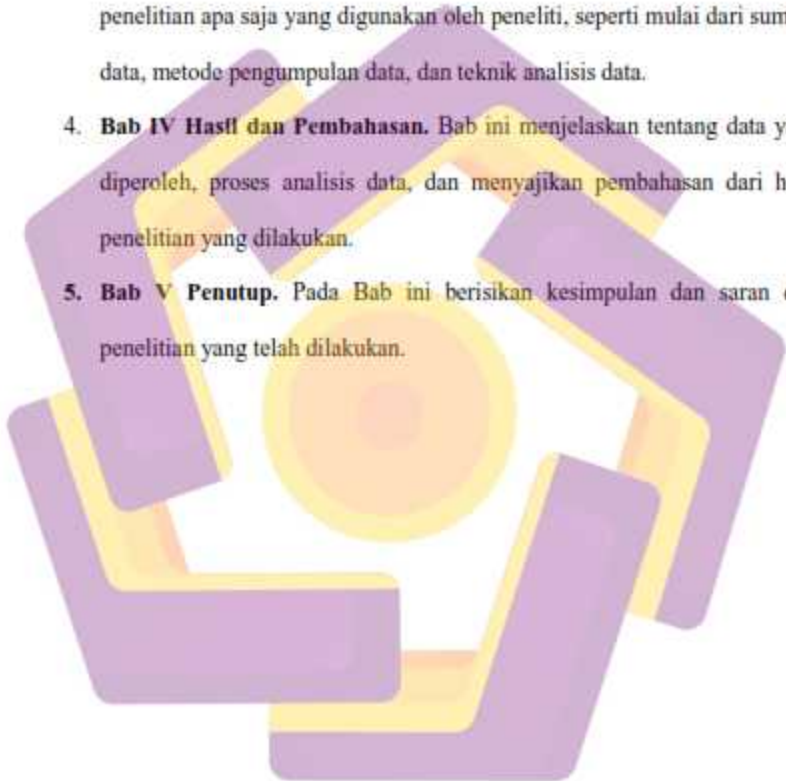 penelitian apa saja yang digunakan oleh peneliti, seperti mulai dari sum
data, metode pengumpulan data, dan teknik analisis data.
4. Bab IV Hasil dan Pembahasan. Bab ini menjelaskan tentang data y
diperoleh, proses analisis data, dan menyajikan pembahasan dari h
penelitian yang dilakukan.
5. Bab V Penutup. Pada Bab ini berisikan kesimpulan dan saran
penelitian yang telah dilakukan.